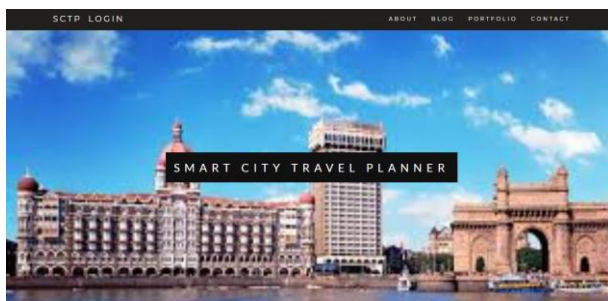 SCTP LOGIN
ABOUT BLOG PORTFOLIO CONTACT
SMART CITY TRAVEL PLANNER